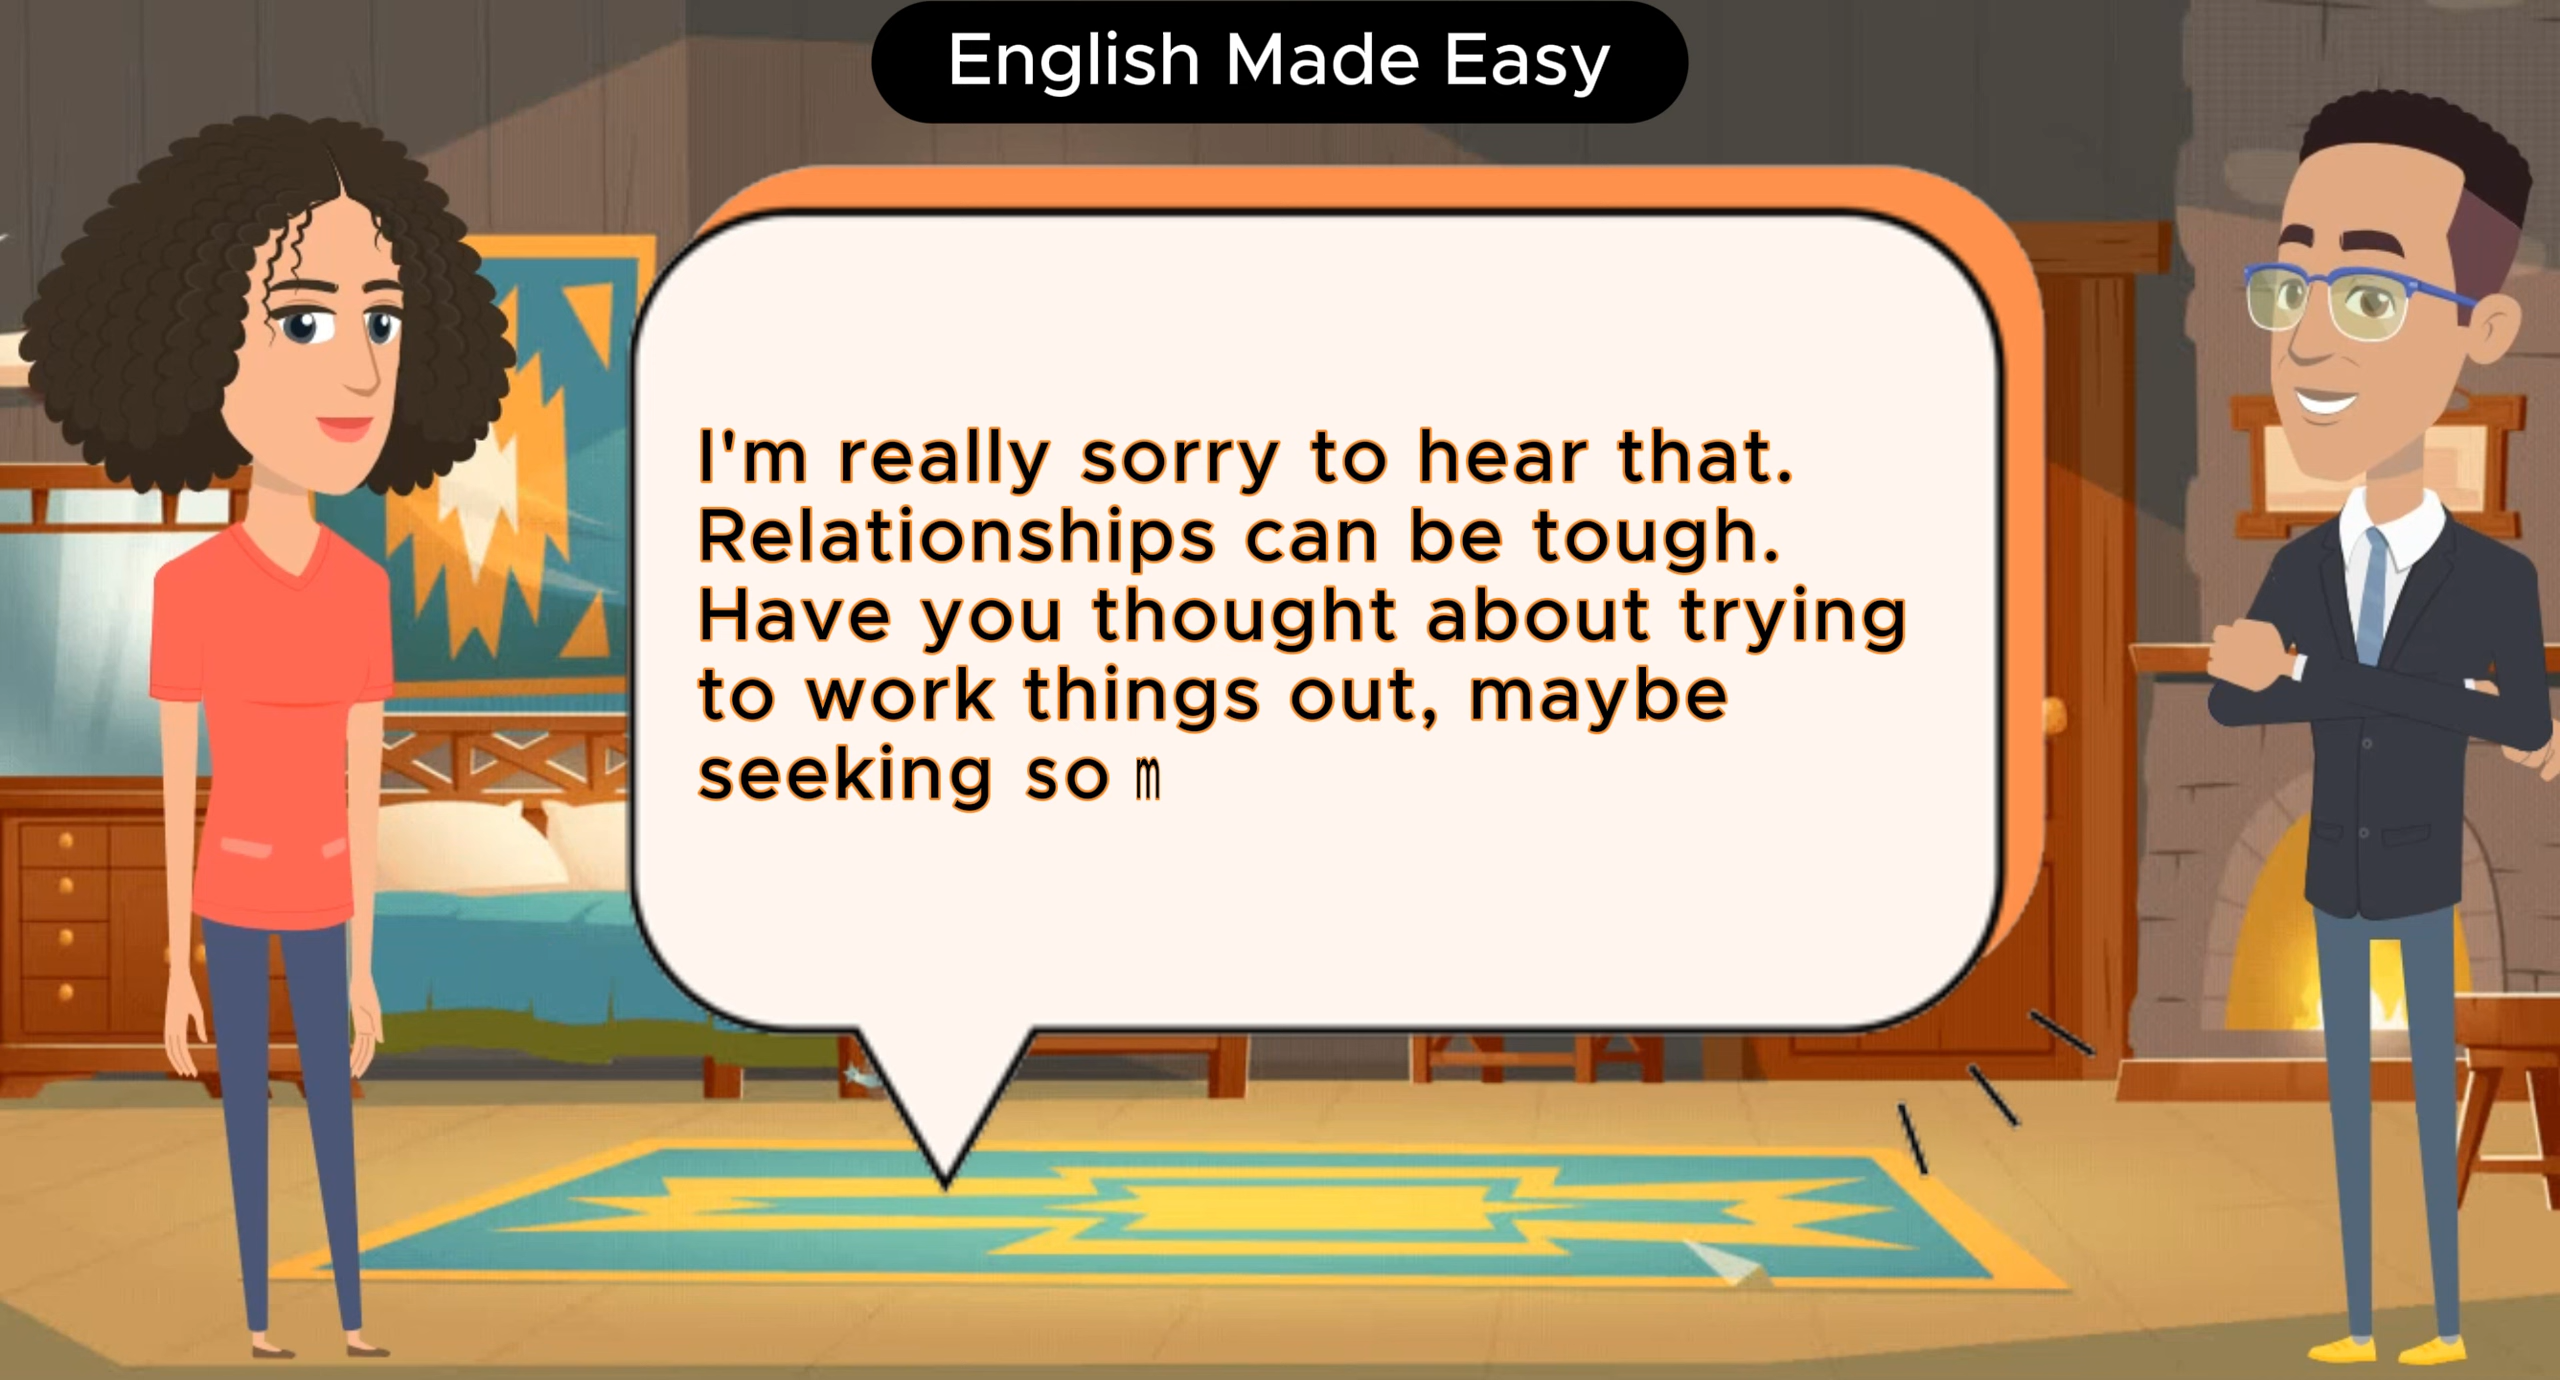 English Made Easy
I'm really sorry to hear that.
Relationships can be tough.
Have you thought about trying
to work things out, maybe
seeking so m